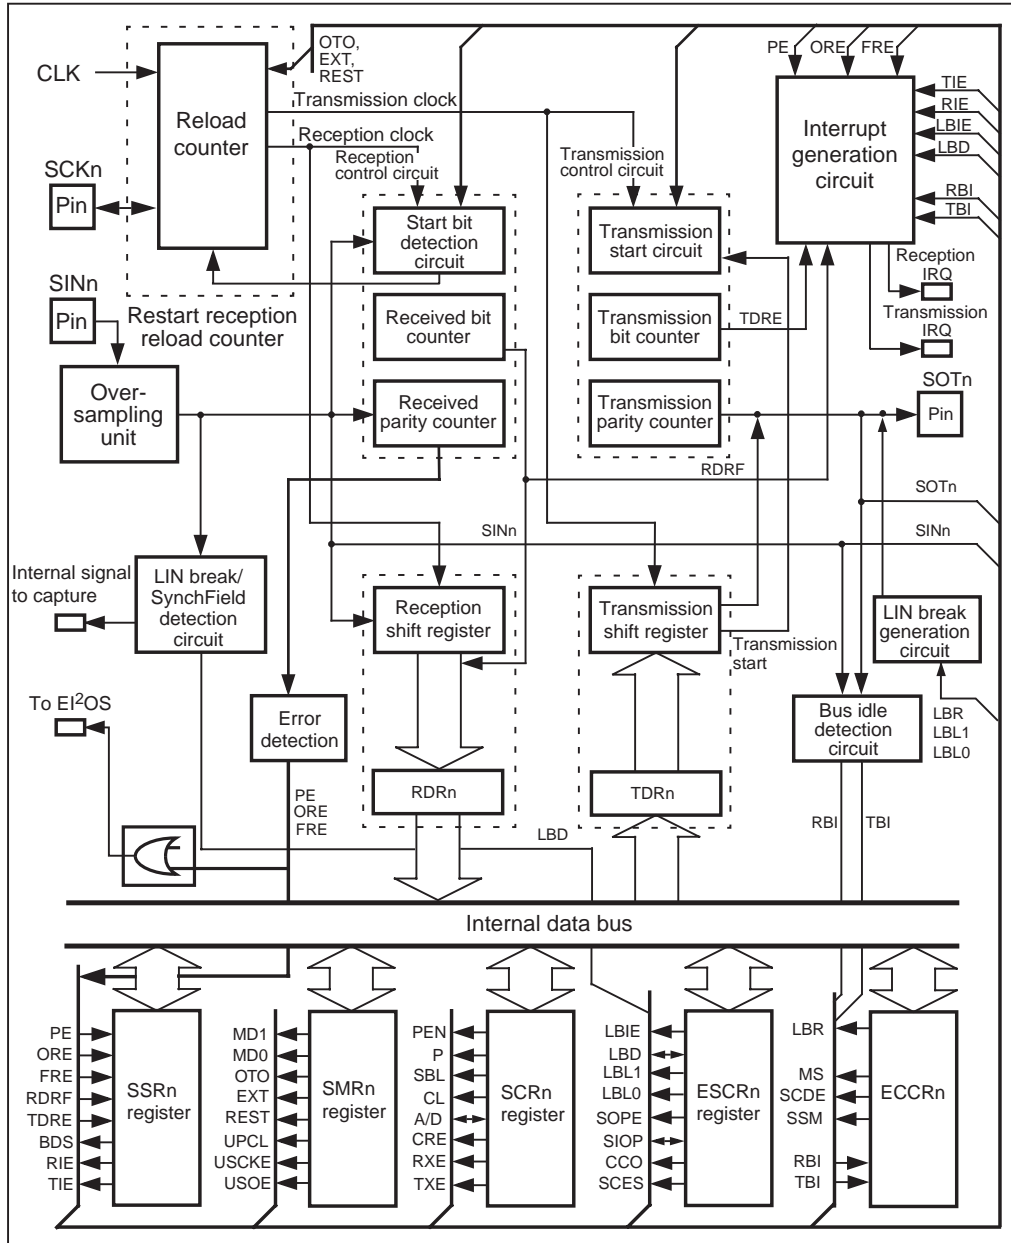 OTO,
EXT,
REST
PE
ORE
FRE
CLK
Transmission clock
TIE
RIE
LBIE
LBD
RBI
TBI
Reload
counter
Reception clock
Reception
control circuit
Transmission
control circuit
Interrupt
generation
circuit
SCKn
Pin
Start bit
detection
circuit
Transmission
start circuit
Reception
IRQ
Transmission
IRQ
SINn
Pin
Restart reception
reload counter
Received bit
counter
Transmission
bit counter
TDRE
Over-
sampling
unit
Received
parity counter
Transmission
parity counter
SOTn
Pin
RDRF
SOTn
SINn
SINn
Internal signal
to capture
LIN break/
SynchField
detection
circuit
Reception
shift register
Transmission
shift register
Transmission
start
LIN break
generation
circuit
To EI2OS
Error
detection
Bus idle
detection
circuit
LBR
LBL1
LBL0
PE
ORE
FRE
RDRn
TDRn
LBD
RBI
TBI
Internal data bus
PE
ORE
FRE
RDRF
TDRE
BDS
RIE
TIE
SSRn
register
MD1
MD0
OTO
EXT
REST
UPCL
USCKE
USOE
SMRn
register
PEN
P
SBL
CL
A/D
CRE
RXE
TXE
SCRn
register
LBIE
LBD
LBL1
LBL0
SOPE
SIOP
CCO
SCES
ESCRn
register
LBR
MS
SCDE
SSM
RBI
TBI
ECCRn